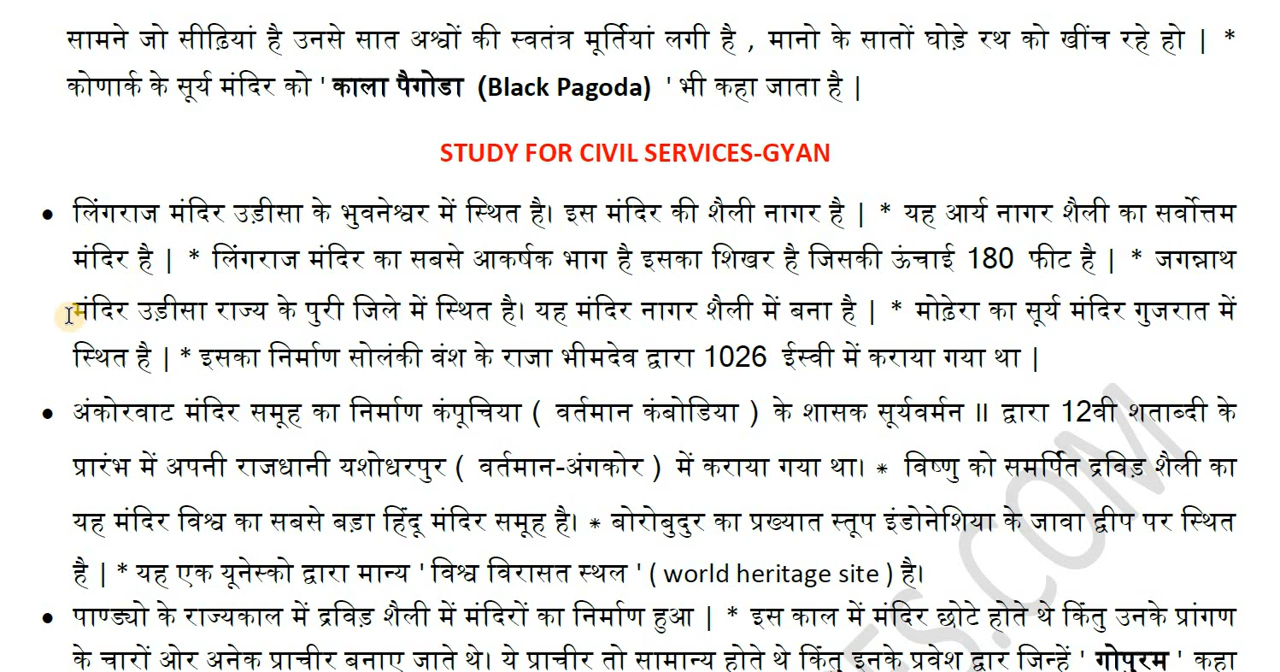 सामने जो सीढ़ियां है उनसे सात अश्वों की स्वतंत्र मूर्तियां लगी है , मानो के सातों घोड़े रथ को खींच रहे हो | *
कोणार्क के सूर्य मंदिर को ' काला पैगोडा (Black Pagoda) ' भी कहा जाता है |
STUDY FOR CIVIL SERVICES-GYAN
• लिंगराज मंदिर उड़ीसा के भुवनेश्वर में स्थित है। इस मंदिर की शैली नागर है | * यह आर्य नागर शैली का सर्वोत्तम
मंदिर है | * लिंगराज मंदिर का सबसे आकर्षक भाग है इसका शिखर है जिसकी ऊंचाई 180 फीट है | * जगन्नाथ
मंदिर उड़ीसा राज्य के पुरी जिले में स्थित है। यह मंदिर नागर शैली में बना है | * मोढ़ेरा का सूर्य मंदिर गुजरात में
स्थित है | * इसका निर्माण सोलंकी वंश के राजा भीमदेव द्वारा 1026 ईस्वी में कराया गया था |
• अंकोरवाट मंदिर समूह का निर्माण कंपूचिया ( वर्तमान कंबोडिया ) के शासक सूर्यवर्मन II द्वारा 12वी शताब्दी के
प्रारंभ में अपनी राजधानी यशोधरपुर ( वर्तमान-अंगकोर ) में कराया गया था। * विष्णु को समर्पित द्रविड़ शैली का
यह मंदिर विश्व का सबसे बड़ा हिंदू मंदिर समूह है। * बोरोबुदुर का प्रख्यात स्तूप इंडोनेशिया के जावा द्वीप पर स्थित
है | * यह एक यूनेस्को द्वारा मान्य ' विश्व विरासत स्थल ' ( world heritage site ) है।
• पाण्ड्यो के राज्यकाल में द्रविड़ शैली में मंदिरों का निर्माण हुआ | * इस काल में मंदिर छोटे होते थे किंतु उनके प्रांगण
के चारों ओर अनेक प्राचीर बनाए जाते थे। ये प्राचीर तो सामान्य होते थे किंतु इनके प्रवेश द्वार जिन्हें ' गोपुरम ' कहा
ES.COM